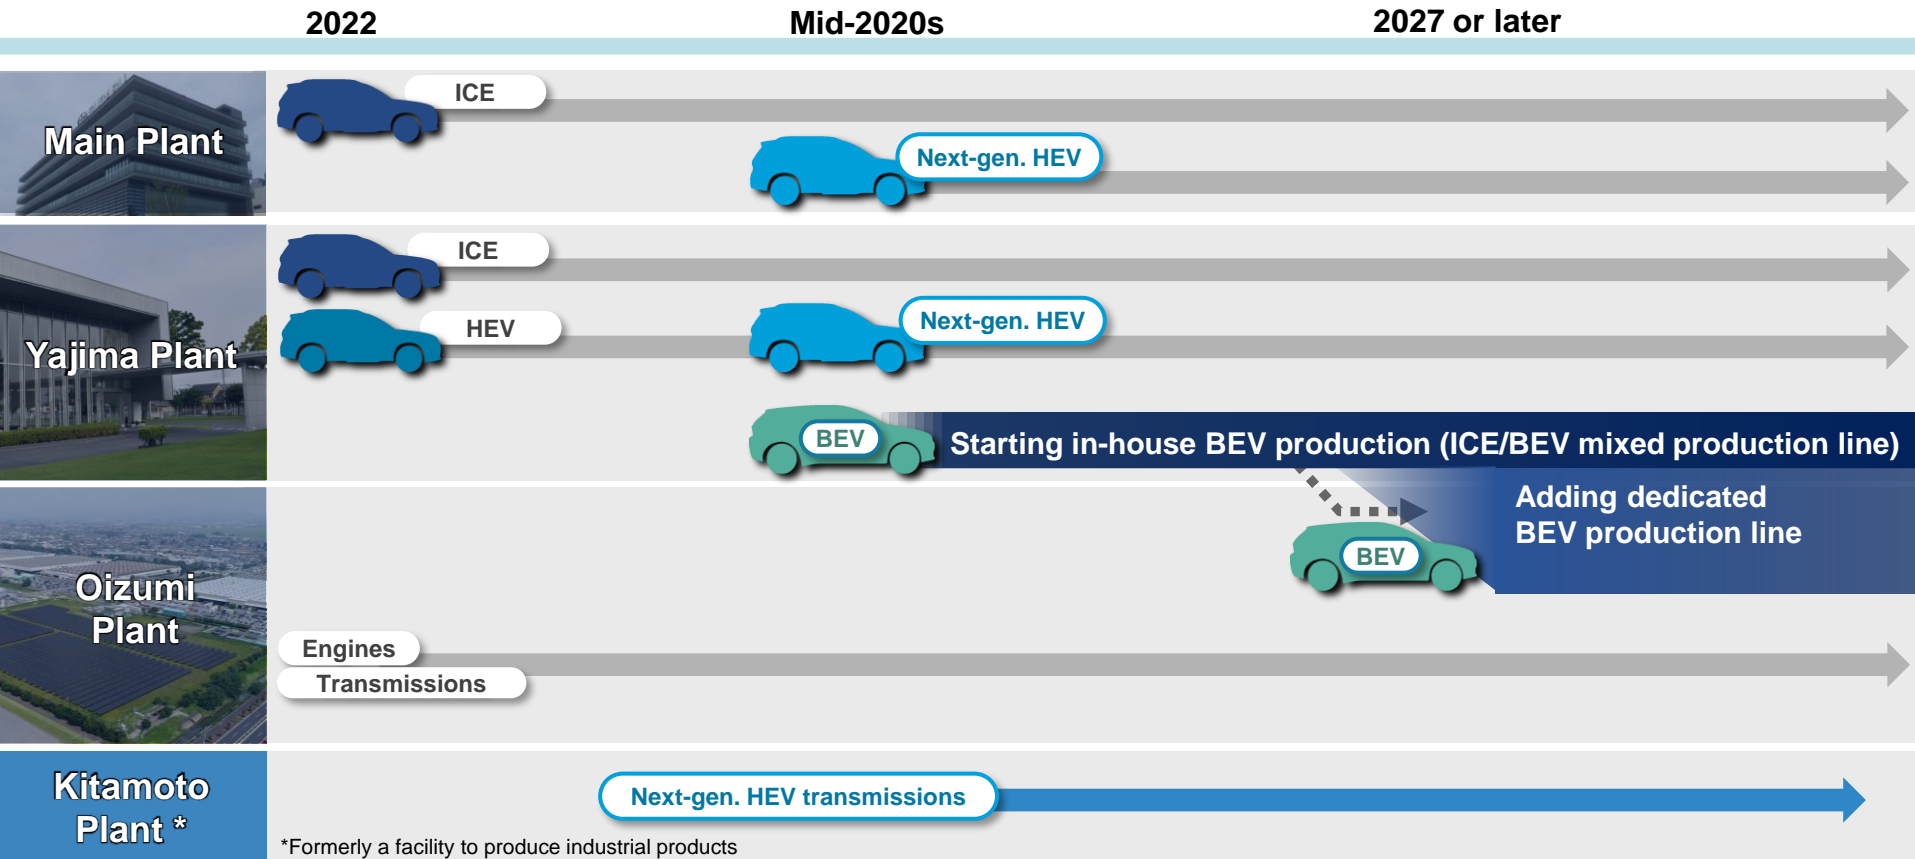 2022
Mid-2020s
2027 or later
Main Plant
ICE
Next-gen. HEV
Yajima Plant
ICE
HEV
Next-gen. HEV
BEV
Starting in-house BEV production (ICE/BEV mixed production line)
Oizumi
Plant
Adding dedicated
BEV production line
BEV
Engines
Transmissions
Kitamoto
Plant *
Next-gen. HEV transmissions
*Formerly a facility to produce industrial products